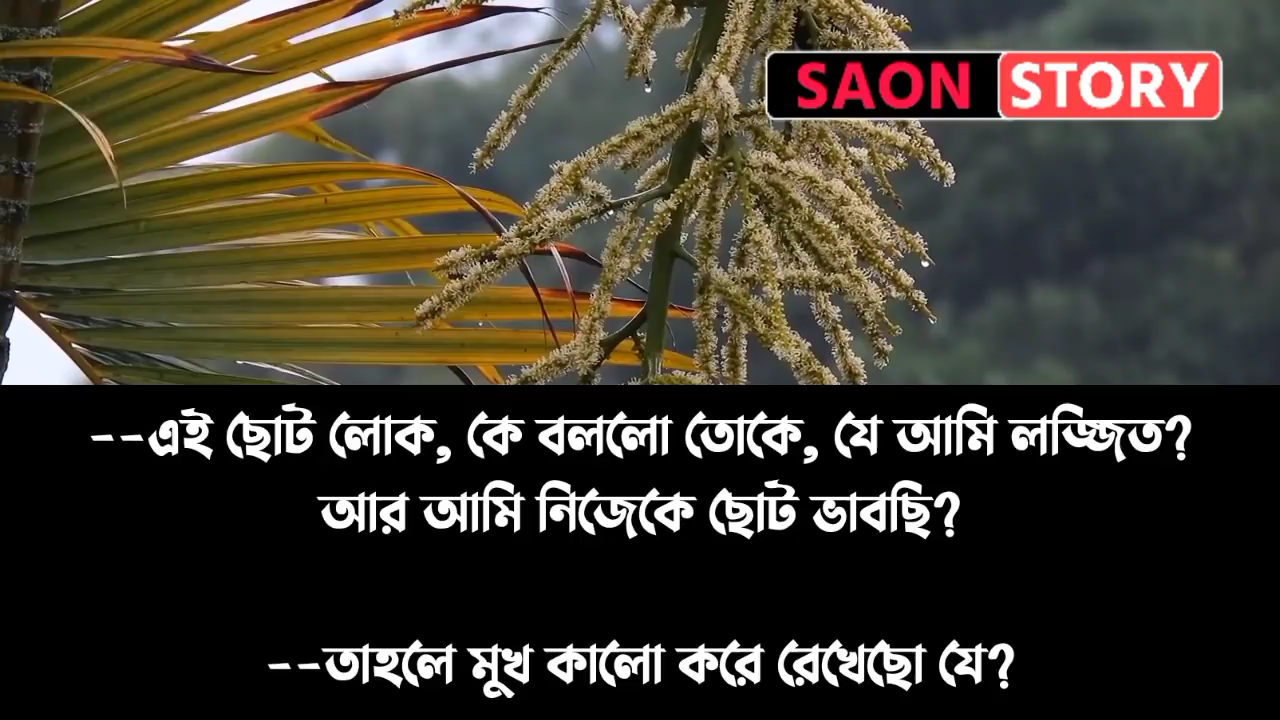 SAON STORY
--এই ছোট লোক, কে বললো তোকে, যে আমি লজ্জিত?
আর আমি নিজেকে ছোট ভাবছি?
--তাহলে মুখ কালো করে রেখেছো যে?